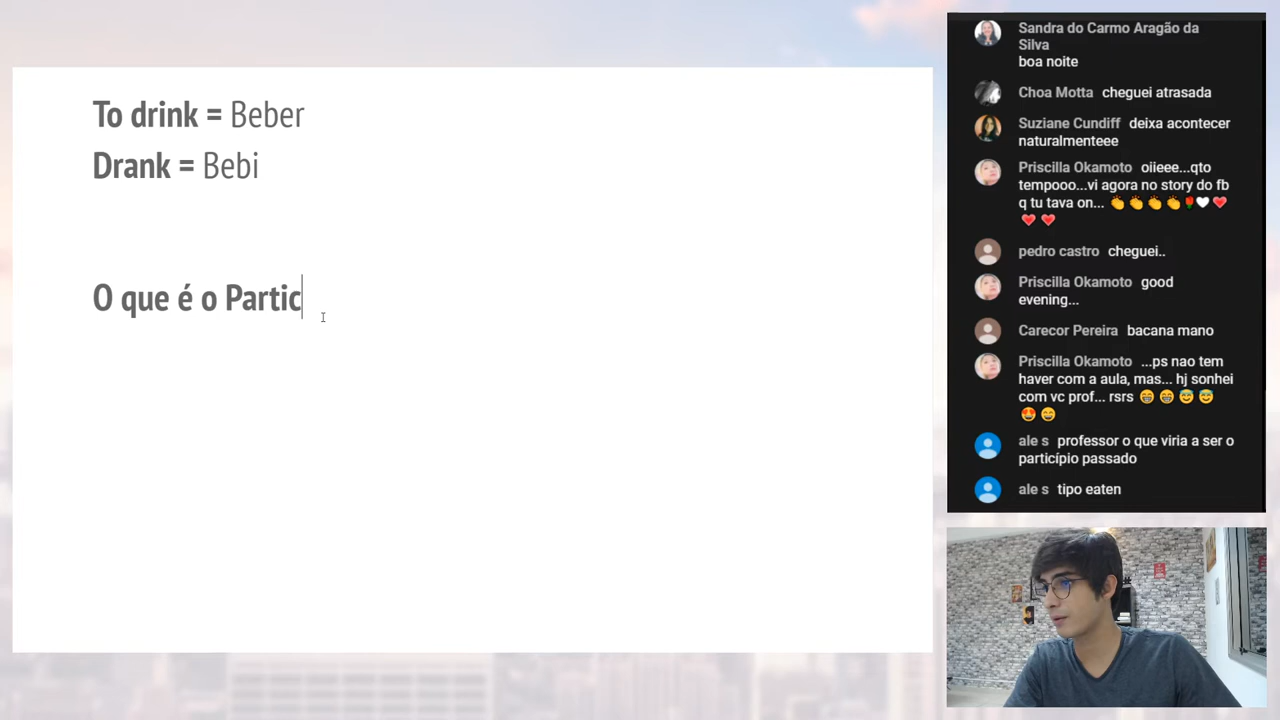 To drink = Beber
Drank = Bebi
O que é o Partic
Sandra do Carmo Aragão da
Silva
boa noite
Choa Motta cheguei atrasada
Suziane Cundiff deixa acontecer
naturalmenteee
Priscilla Okamoto oiieee...qto
tempooo...vi agora no story do fb
q tu tava on... 👏👏👏👏🌹🤍❤️
❤️❤️
pedro castro cheguei..
Priscilla Okamoto good
evening...
Carecor Pereira bacana mano
Priscilla Okamoto ...ps nao tem
haver com a aula, mas... hj sonhei
com vc prof... rsrs 😁😁😇😇
😍😄
ale s professor o que viria a ser o
particípio passado
ale s tipo eaten